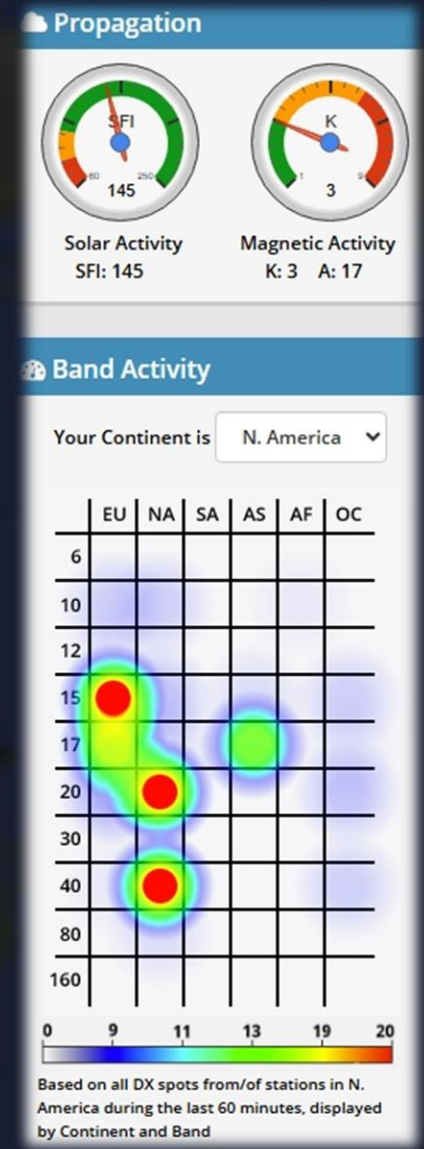 Propagation
SFI
K
60
250
1
9
145
3
Solar Activity
Magnetic Activity
SFI: 145
K: 3 A: 17
Band Activity
Your Continent is N. America
EU NA SA AS AF OC
6
10
12
15
17
20
30
40
80
160
0 9 11 13 19 20
Based on all DX spots from/of stations in N.
America during the last 60 minutes, displayed
by Continent and Band